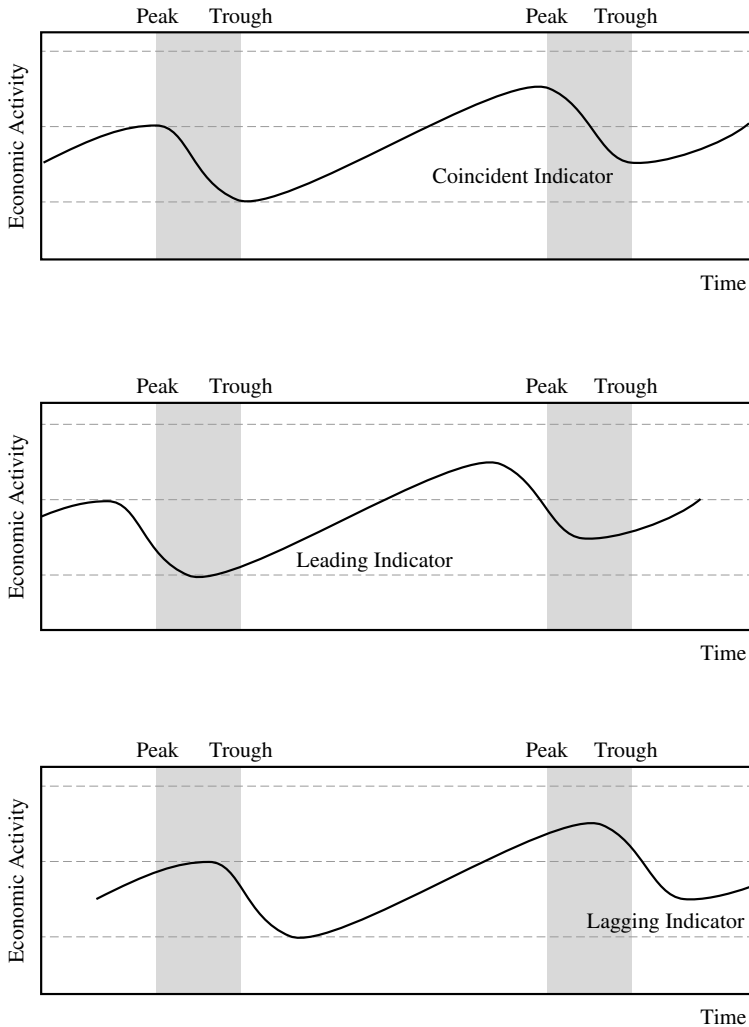 Peak Trough Peak Trough
Economic Activity
Coincident Indicator
Time
Peak Trough Peak Trough
Economic Activity
Leading Indicator
Time
Peak Trough Peak Trough
Economic Activity
Lagging Indicator
Time